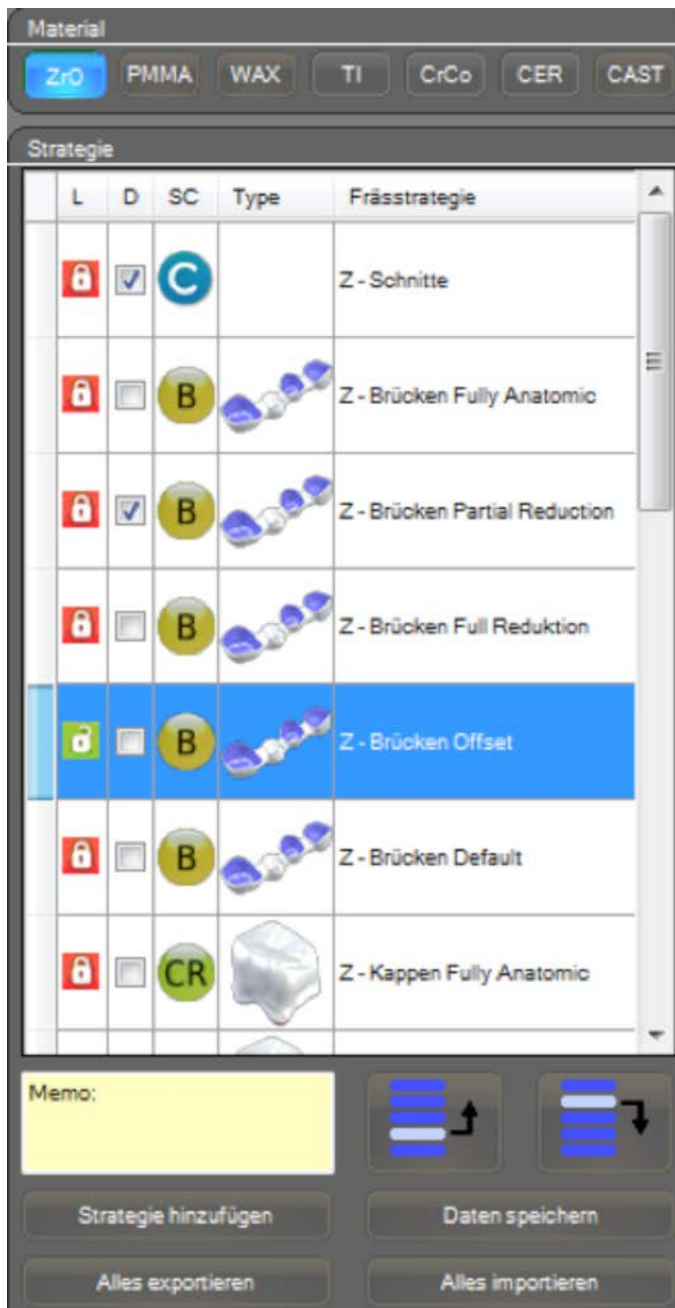 Material
ZrO PMMA WAX TI CrCo CER CAST
Strategie
L D SC Type Frässtrategie
C Z - Schnitte
B Z - Brücken Fully Anatomic
B Z - Brücken Partial Reduction
B Z - Brücken Full Reduktion
B Z - Brücken Offset
B Z - Brücken Default
CR Z - Kappen Fully Anatomic
Memo:
Strategie hinzufügen Daten speichern
Alles exportieren Alles importieren